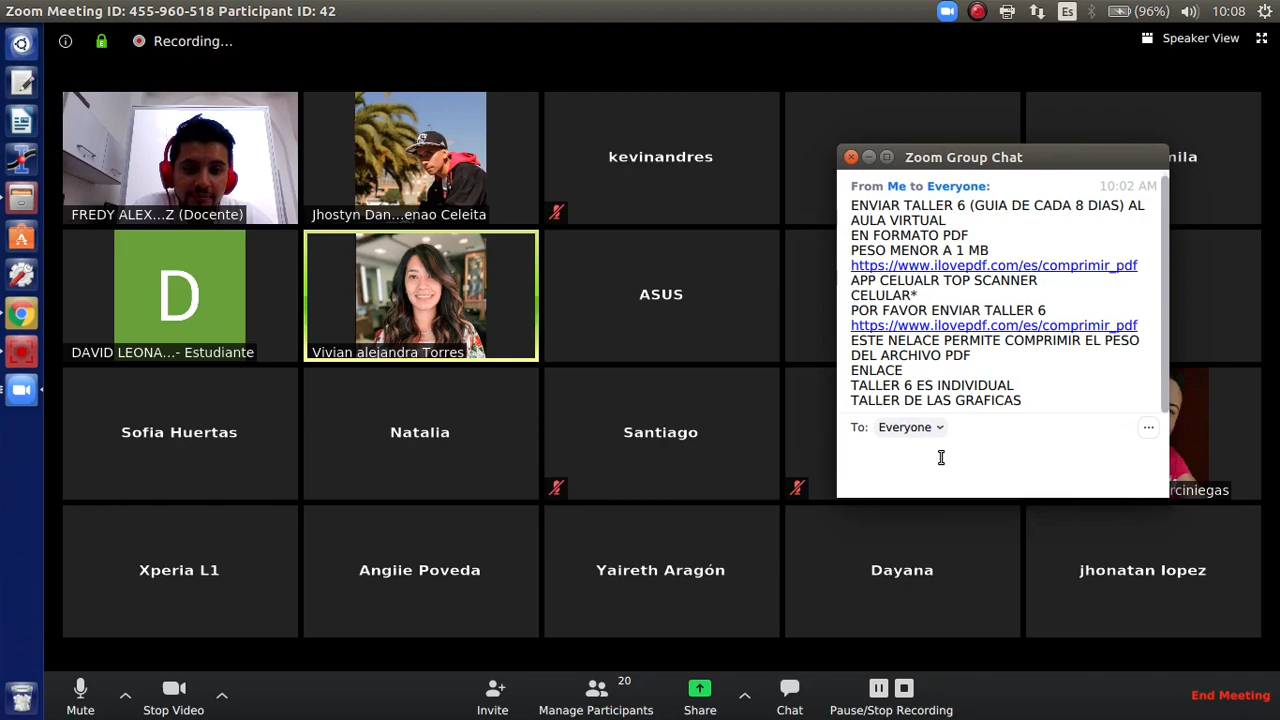 Zoom Meeting ID: 455-960-518 Participant ID: 42
Es
(96%)
10:08
Recording...
Speaker View
FREDY ALEX...Z (Docente)
Jhostyn Dan...enao Celeita
kevinandres
mila
DAVID LEONA...- Estudiante
D
Vivian alejandra Torres
ASUS
Sofia Huertas
Natalia
Santiago
rciniegas
Xperia L1
Angiie Poveda
Yaireth Aragón
Dayana
jhonatan lopez
Zoom Group Chat
From Me to Everyone:
10:02 AM
ENVIAR TALLER 6 (GUIA DE CADA 8 DIAS) AL
AULA VIRTUAL
EN FORMATO PDF
PESO MENOR A 1 MB
https://www.ilovepdf.com/es/comprimir_pdf
APP CELUALR TOP SCANNER
CELULAR*
POR FAVOR ENVIAR TALLER 6
https://www.ilovepdf.com/es/comprimir_pdf
ESTE NELACE PERMITE COMPRIMIR EL PESO
DEL ARCHIVO PDF
ENLACE
TALLER 6 ES INDIVIDUAL
TALLER DE LAS GRAFICAS
To: Everyone
Mute
Stop Video
Invite
Manage Participants
20
Share
Chat
Pause/Stop Recording
End Meeting